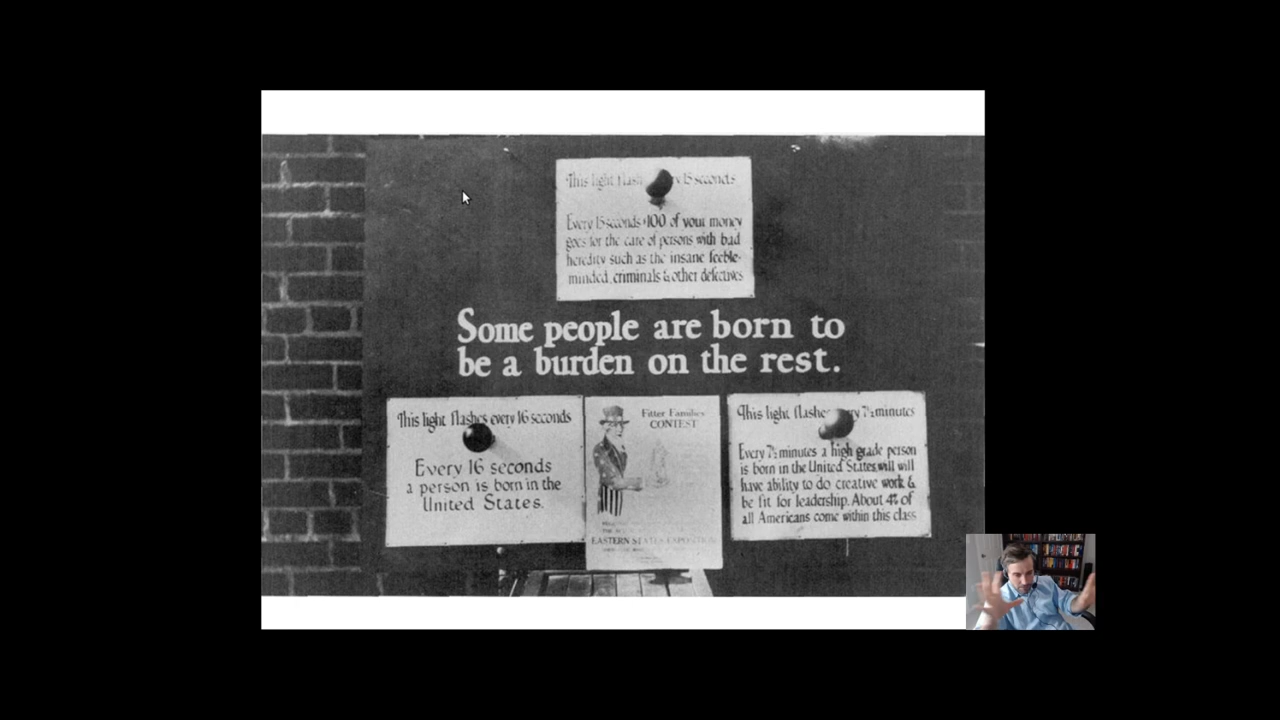 This light flash ry 15 seconds
Every 15 seconds $100 of your money
goes for the care of persons with bad
heredity such as the insane feeble-
minded, criminals & other defectives
Some people are born to
be a burden on the rest.
This light flashes every 16 seconds
Every 16 seconds
a person is born in the
United States.
Fitter Families
CONTEST
EASTERN STATES EXPOSITION
This light flashe ry 7½ minutes
Every 7½ minutes a high grade person
is born in the United States will will
have ability to do creative work &
be fit for leadership. About 4% of
all Americans come within this class